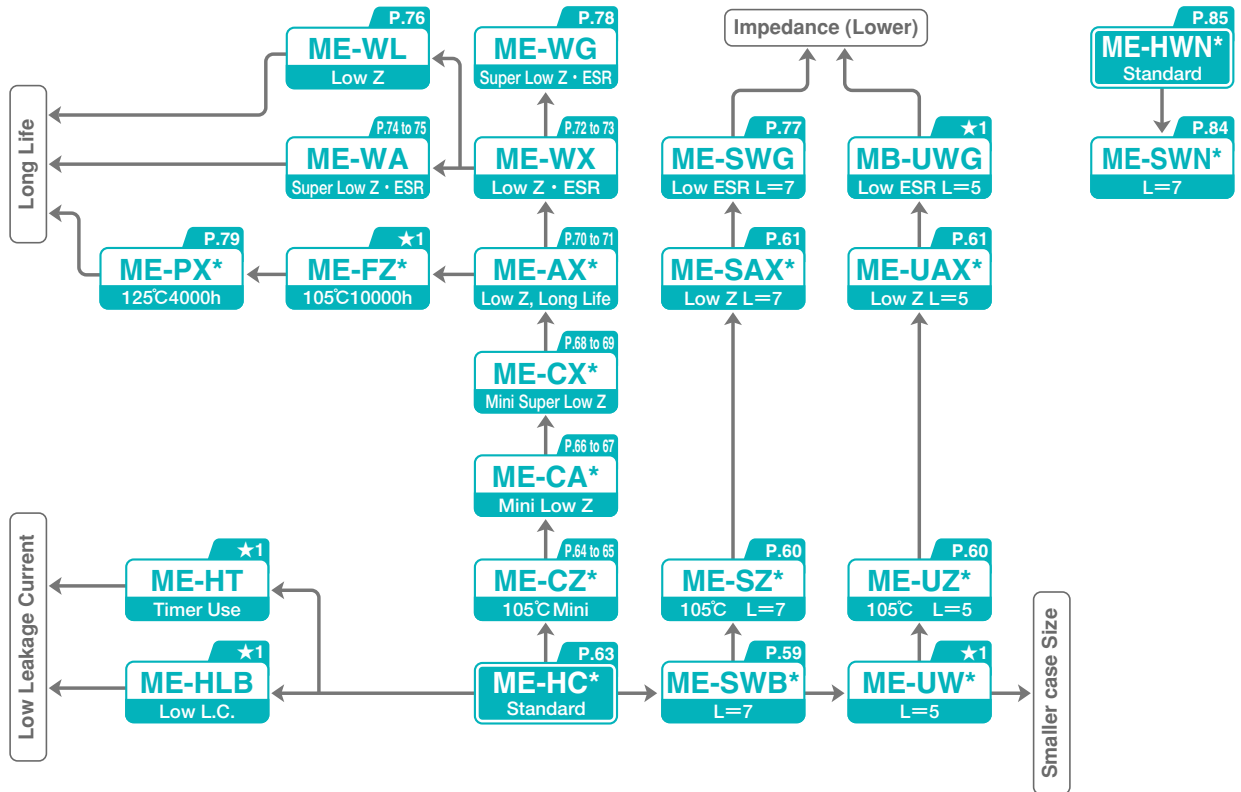 P.76
ME-WL
Low Z
P.78
ME-WG
Super Low Z・ESR
Impedance (Lower)
P.85
ME-HWN*
Standard
Long Life
P.74 to 75
ME-WA
Super Low Z・ESR
P.72 to 73
ME-WX
Low Z・ESR
P.77
ME-SWG
Low ESR L=7
★1
MB-UWG
Low ESR L=5
P.84
ME-SWN*
L=7
P.79
ME-PX*
125℃4000h
★1
ME-FZ*
105℃10000h
P.70 to 71
ME-AX*
Low Z, Long Life
P.61
ME-SAX*
Low Z L=7
P.61
ME-UAX*
Low Z L=5
P.68 to 69
ME-CX*
Mini Super Low Z
P.66 to 67
ME-CA*
Mini Low Z
Low Leakage Current
★1
ME-HT
Timer Use
P.64 to 65
ME-CZ*
105℃ Mini
P.60
ME-SZ*
105℃ L=7
P.60
ME-UZ*
105℃ L=5
★1
ME-HLB
Low L.C.
P.63
ME-HC*
Standard
P.59
ME-SWB*
L=7
★1
ME-UW*
L=5
Smaller case Size